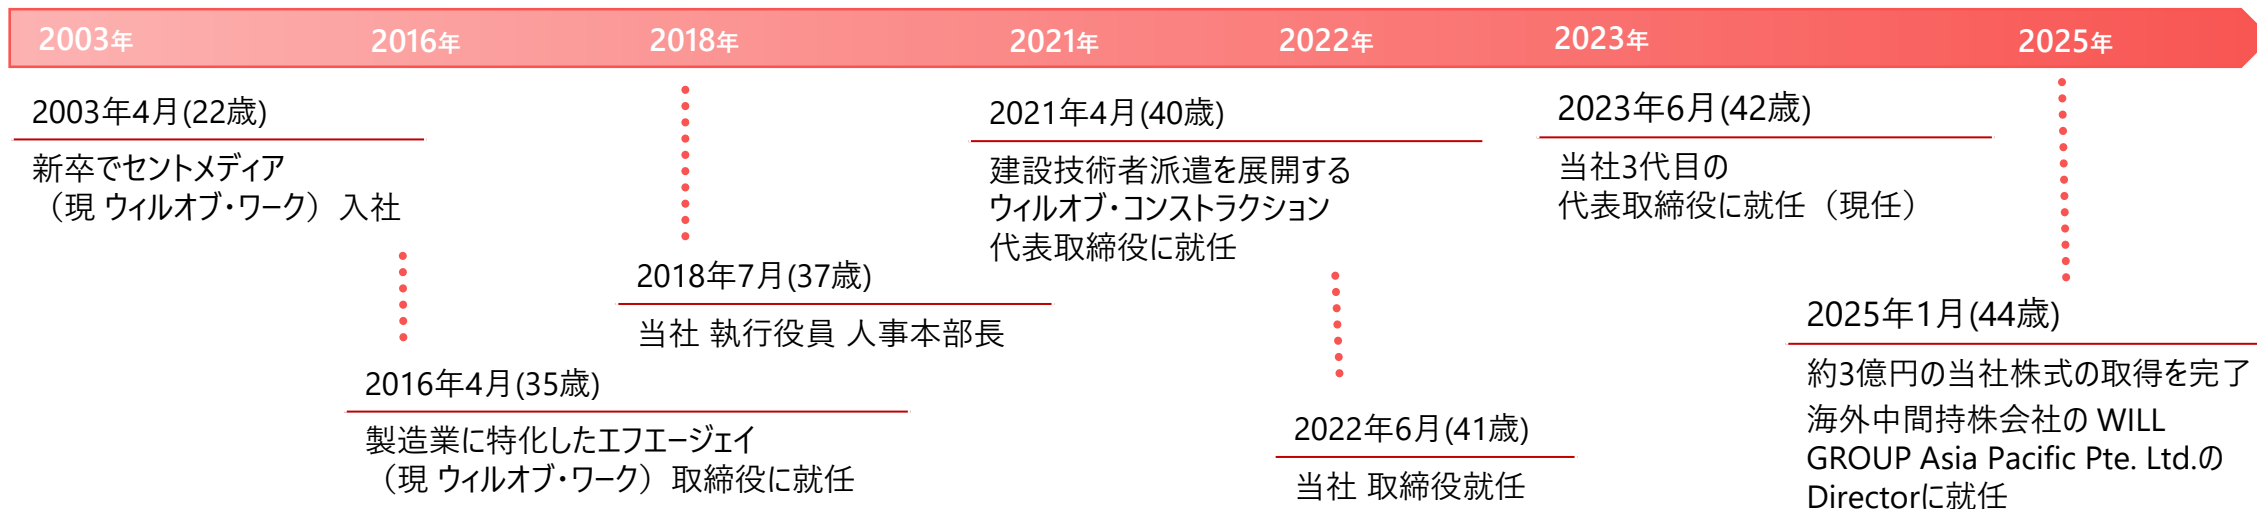 2003年
2016年
2018年
2021年
2022年
2023年
2025年
2003年4月(22歳)
新卒でセントメディア
（現 ウィルオブ・ワーク）入社
2016年4月(35歳)
製造業に特化したエフエージェイ
（現 ウィルオブ・ワーク）取締役に就任
2018年7月(37歳)
当社 執行役員 人事本部長
2021年4月(40歳)
建設技術者派遣を展開する
ウィルオブ・コンストラクション
代表取締役に就任
2022年6月(41歳)
当社 取締役就任
2023年6月(42歳)
当社3代目の
代表取締役に就任（現任）
2025年1月(44歳)
約3億円の当社株式の取得を完了
海外中間持株会社の WILL
GROUP Asia Pacific Pte. Ltd.の
Directorに就任